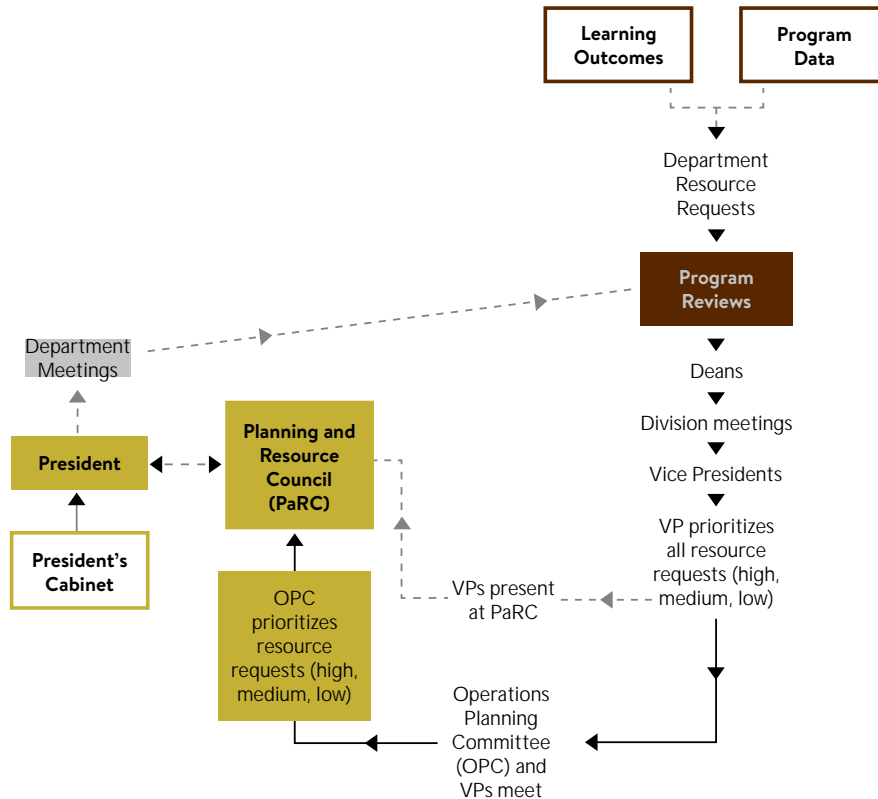 Learning
Outcomes
Program
Data
Department
Resource
Requests
Program
Reviews
Deans
Division meetings
Vice Presidents
VP prioritizes
all resource
requests (high,
medium, low)
VPs present
at PaRC
Operations
Planning
Committee
(OPC) and
VPs meet
OPC
prioritizes
resource
requests (high,
medium, low)
Planning and
Resource
Council
(PaRC)
President
President’s
Cabinet
Department
Meetings